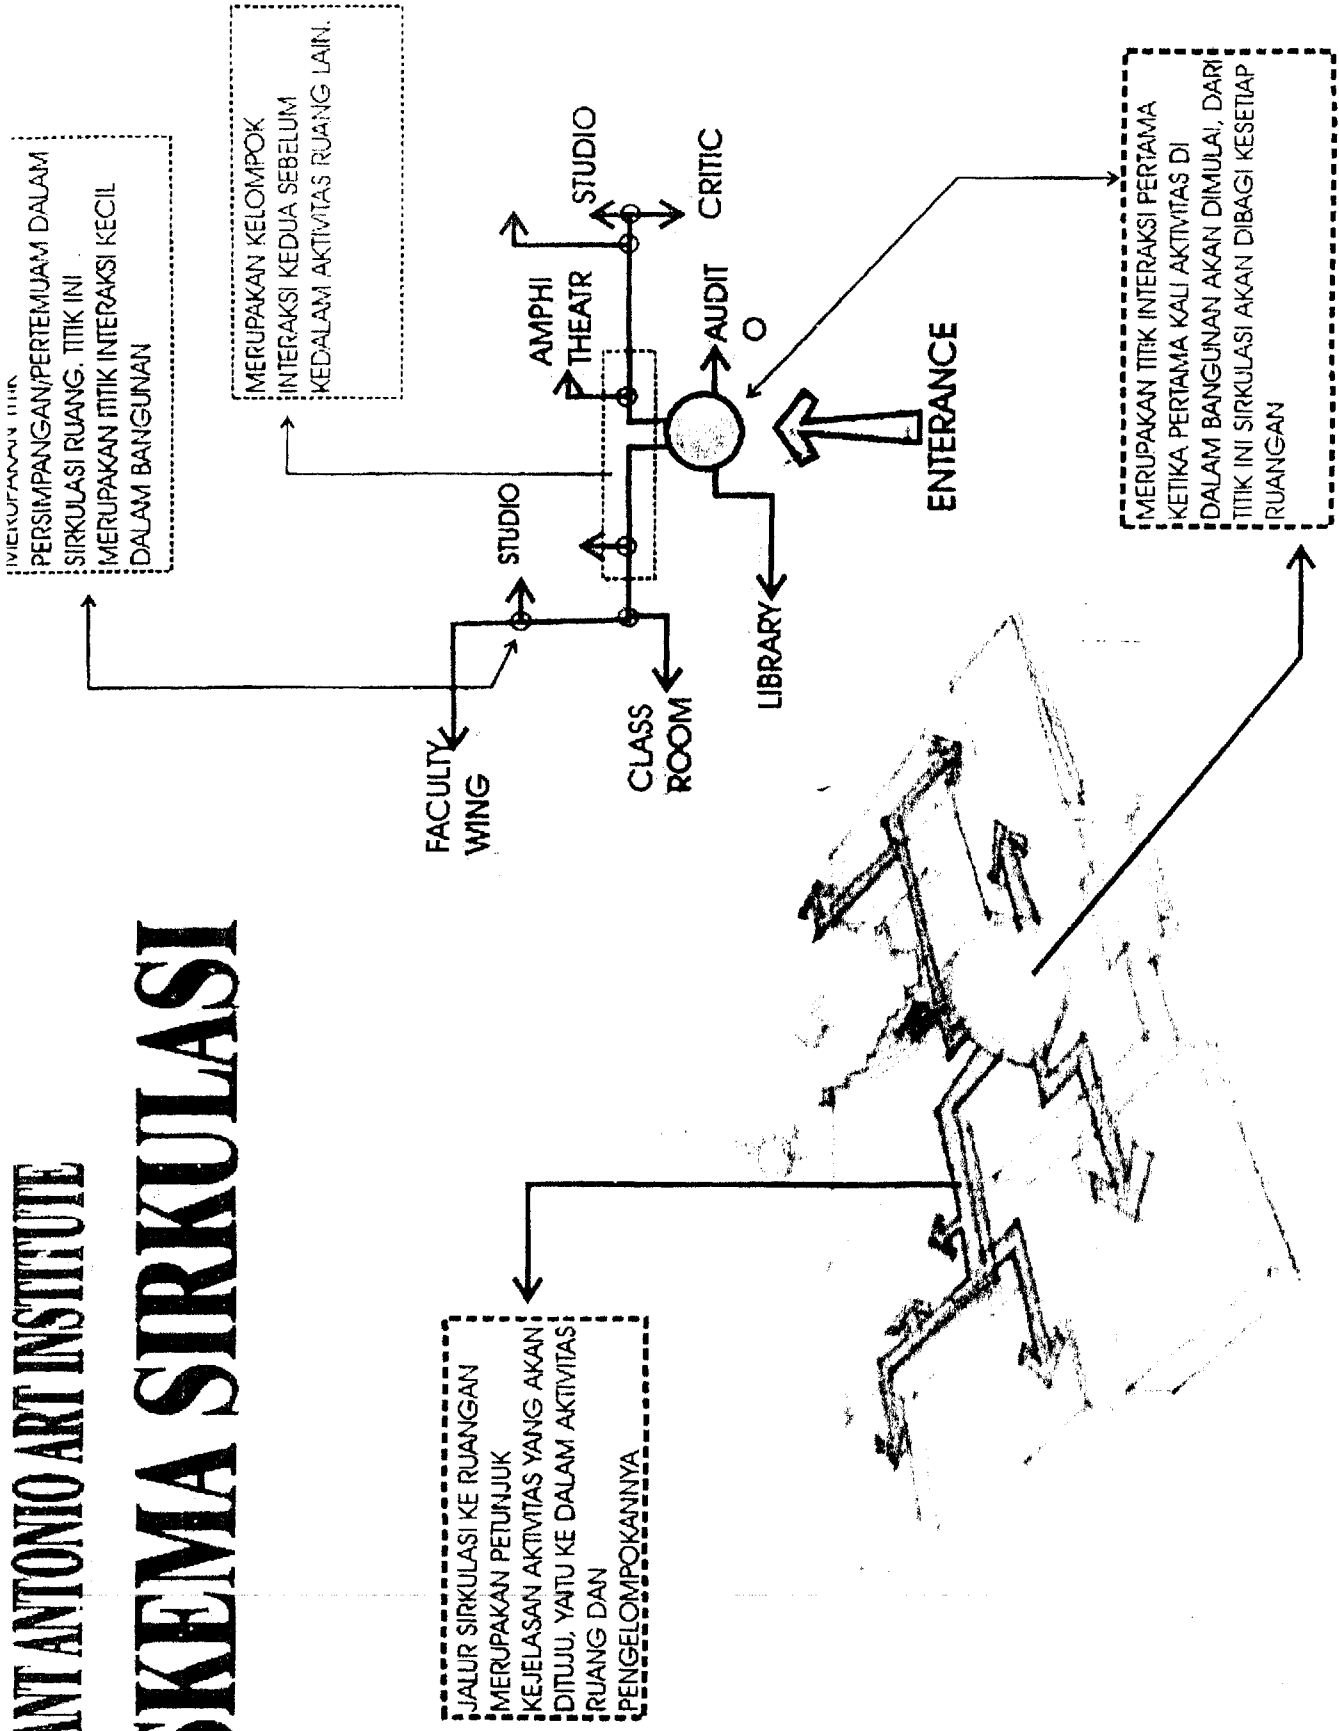 ANT ANTONIO ART INSTITUTE
SKEMA SIRKULASI
MERUPAKAN TITIK
PERSIMPANGAN/PERTEMUAM DALAM
SIRKULASI RUANG. TITIK INI
MERUPAKAN TITIK INTERAKSI KECIL
DALAM BANGUNAN
MERUPAKAN KELOMPOK
INTERAKSI KEDUA SEBELUM
KEDALAM AKTIVITAS RUANG LAIN.
FACULTY
WING
STUDIO
AMPHI
THEATR
STUDIO
CLASS
ROOM
CRITIC
AUDIT
O
LIBRARY
ENTERANCE
JALUR SIRKULASI KE RUANGAN
MERUPAKAN PETUNJUK
KEJELASAN AKTIVITAS YANG AKAN
DITUJU, YAITU KE DALAM AKTIVITAS
RUANG DAN
PENGELOMPOKANNYA
MERUPAKAN TITIK INTERAKSI PERTAMA
KETIKA PERTAMA KALI AKTIVITAS DI
DALAM BANGUNAN AKAN DIMULAI, DARI
TITIK INI SIRKULASI AKAN DIBAGI KESETIAP
RUANGAN